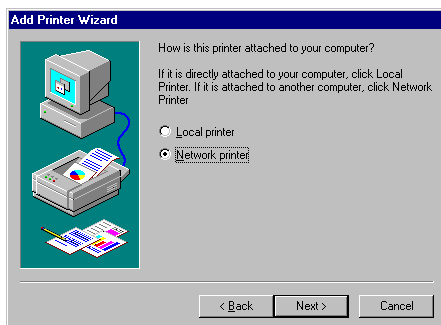 Add Printer Wizard
How is this printer attached to your computer?
If it is directly attached to your computer, click Local
Printer. If it is attached to another computer, click Network
Printer
Local printer
Network printer
< Back
Next >
Cancel